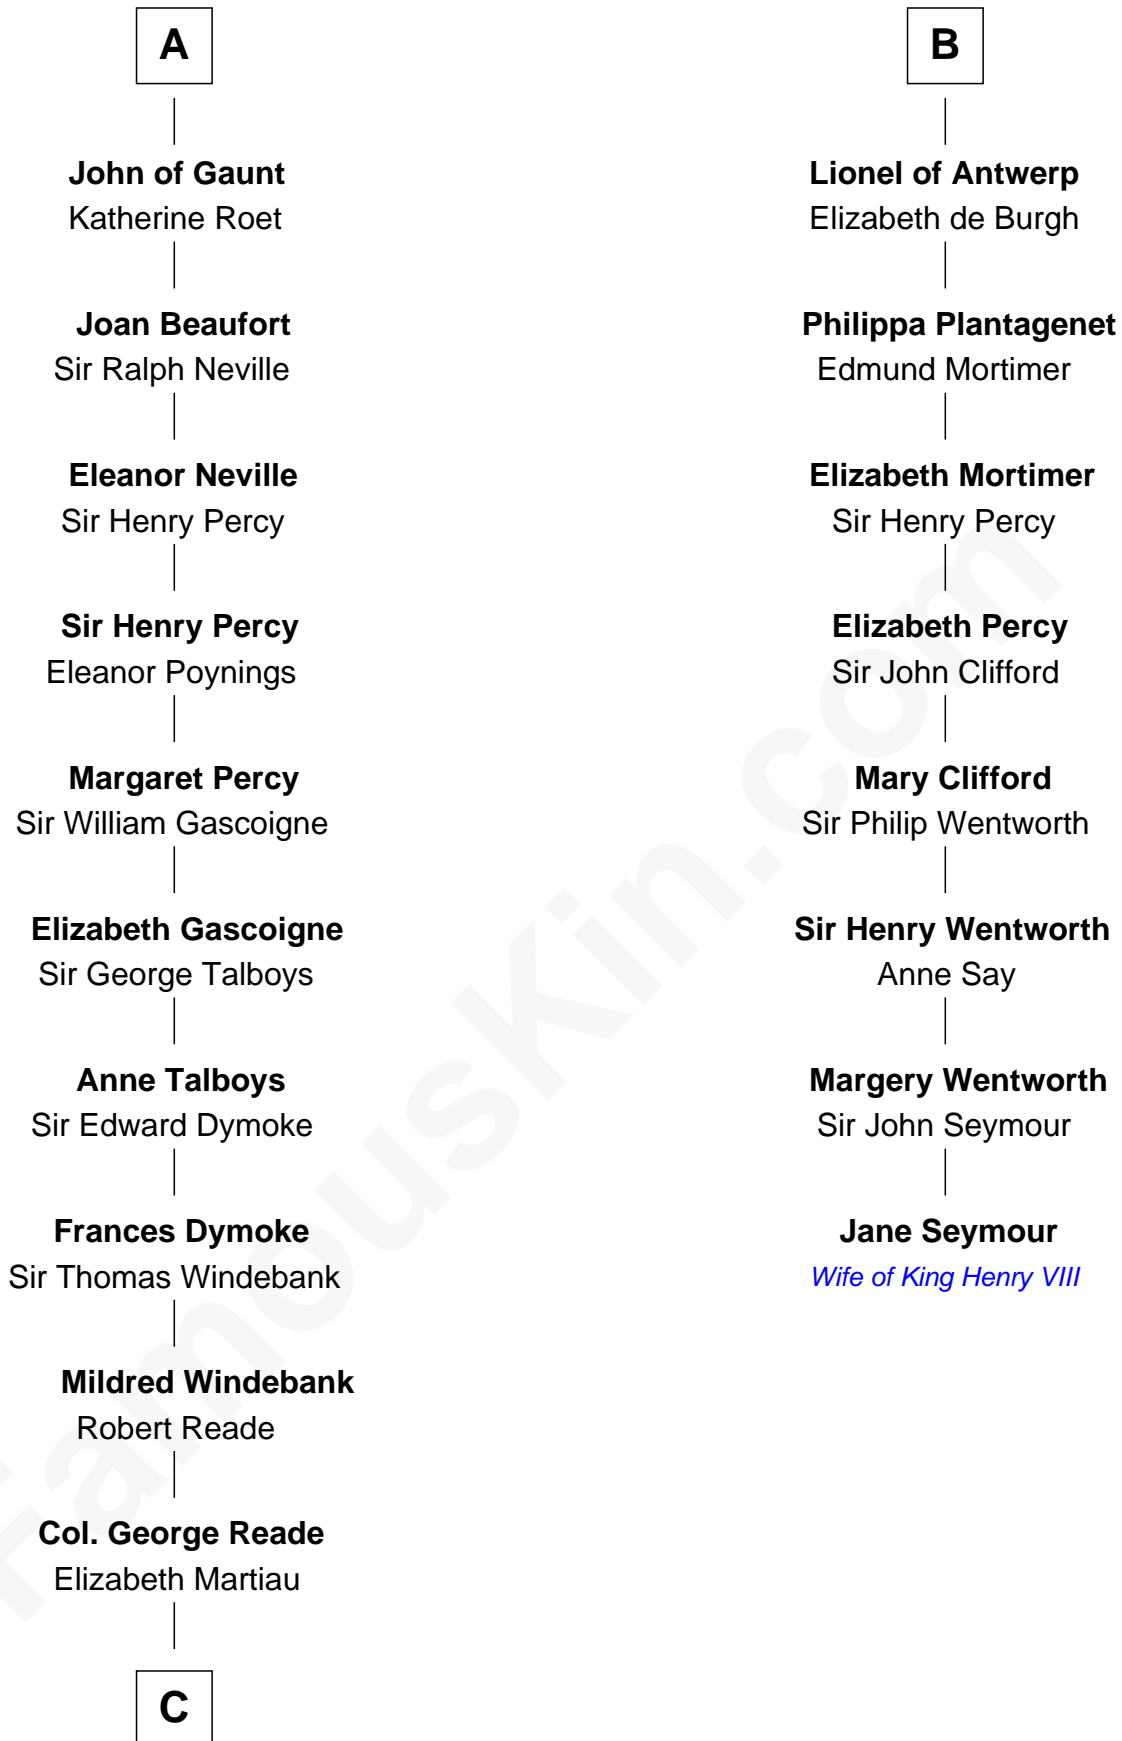 A
John of Gaunt
Katherine Roet
Joan Beaufort
Sir Ralph Neville
Eleanor Neville
Sir Henry Percy
Sir Henry Percy
Eleanor Poynings
Margaret Percy
Sir William Gascoigne
Elizabeth Gascoigne
Sir George Talboys
Anne Talboys
Sir Edward Dymoke
Frances Dymoke
Sir Thomas Windebank
Mildred Windebank
Robert Reade
Col. George Reade
Elizabeth Martiau
C
B
Lionel of Antwerp
Elizabeth de Burgh
Philippa Plantagenet
Edmund Mortimer
Elizabeth Mortimer
Sir Henry Percy
Elizabeth Percy
Sir John Clifford
Mary Clifford
Sir Philip Wentworth
Sir Henry Wentworth
Anne Say
Margery Wentworth
Sir John Seymour
Jane Seymour
Wife of King Henry VIII
FamousKin.com